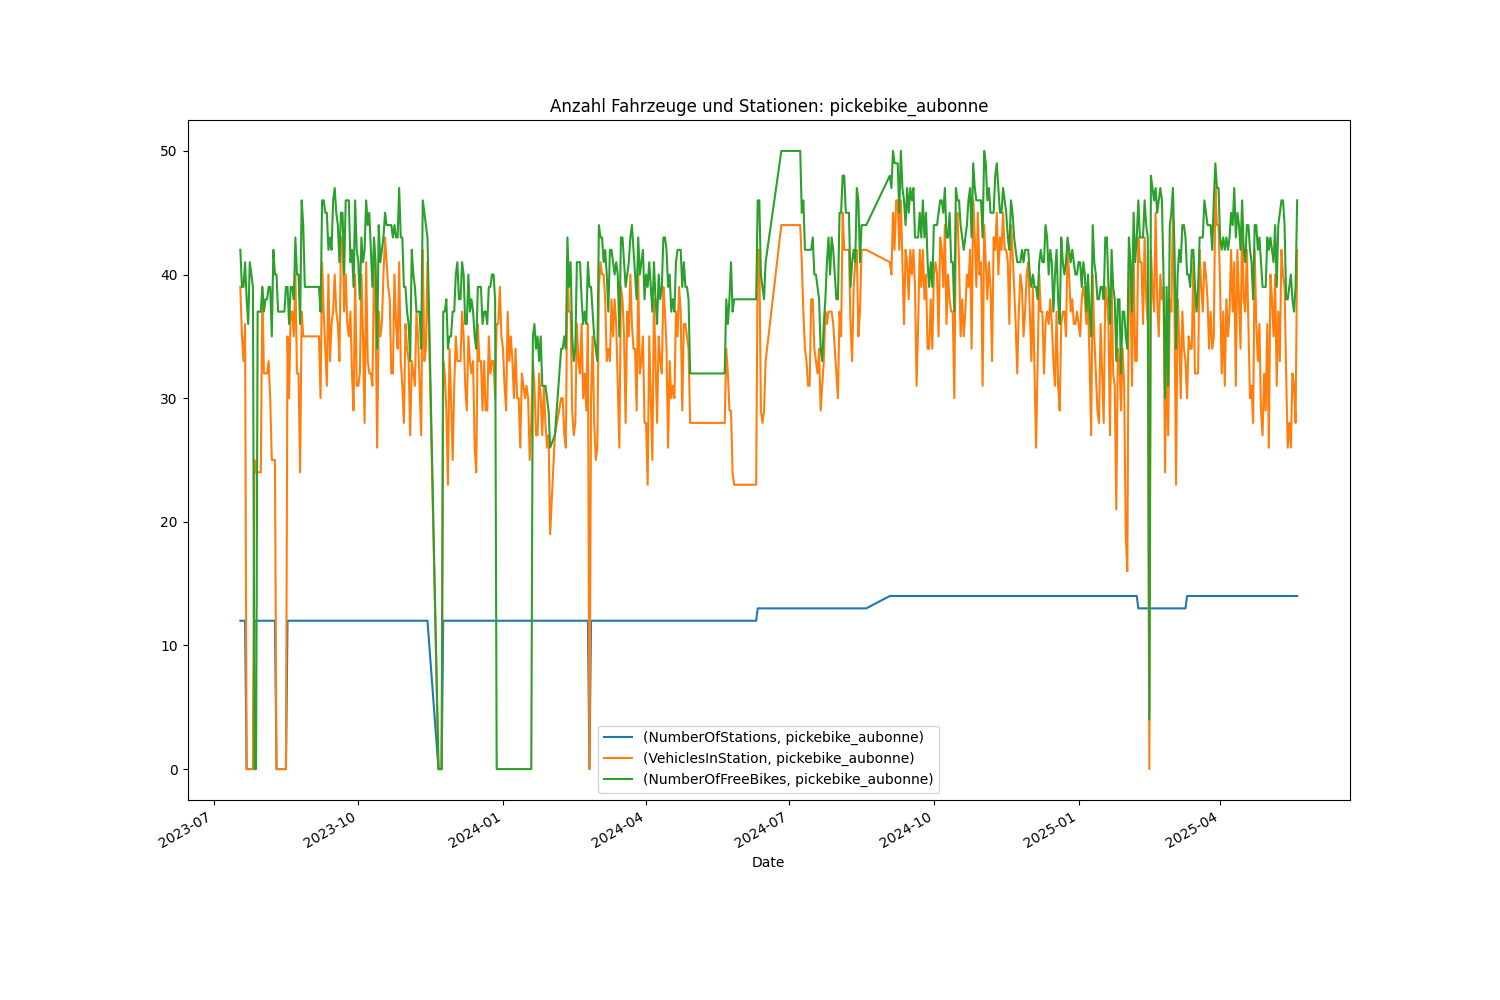 Anzahl Fahrzeuge und Stationen: pickebike_aubonne
50
40
30
20
10
0
(NumberOfStations, pickebike_aubonne)
(VehiclesInStation, pickebike_aubonne)
(NumberOfFreeBikes, pickebike_aubonne)
2023-07
2023-10
2024-01
2024-04
2024-07
2024-10
2025-01
2025-04
Date